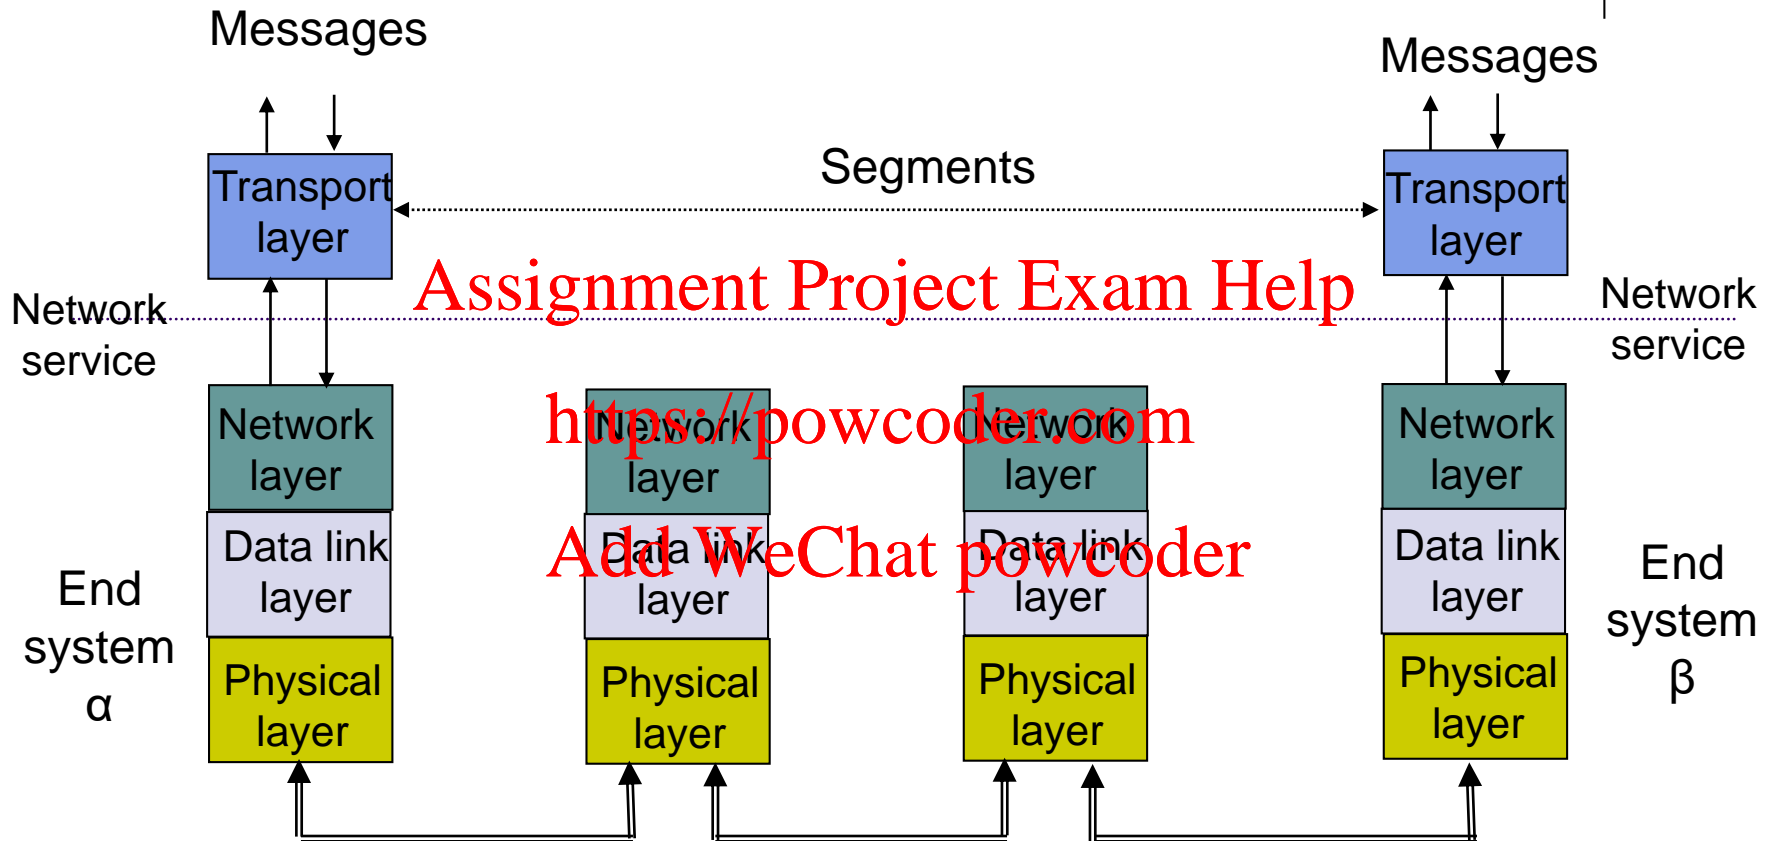 Messages
Messages
Segments
Transport
layer
Transport
layer
Assignment Project Exam Help
Network
service
Network
service
https://powcoder.com
Network
layer
Network
layer
Network
layer
Network
layer
Add WeChat powcoder
Data link
layer
Data link
layer
Data link
layer
Data link
layer
End
system
α
End
system
β
Physical
layer
Physical
layer
Physical
layer
Physical
layer